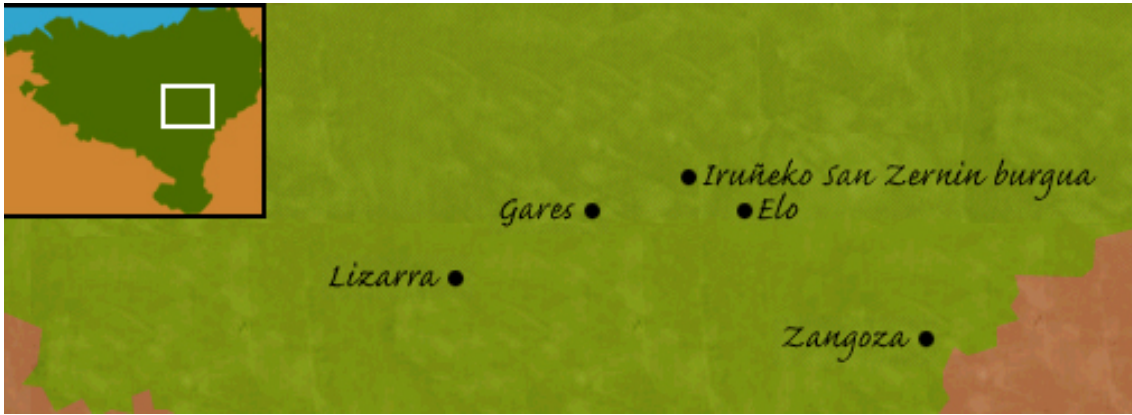 Iruñeko San Zernin burgua
Gares
Elo
Lizarra
Zangoza